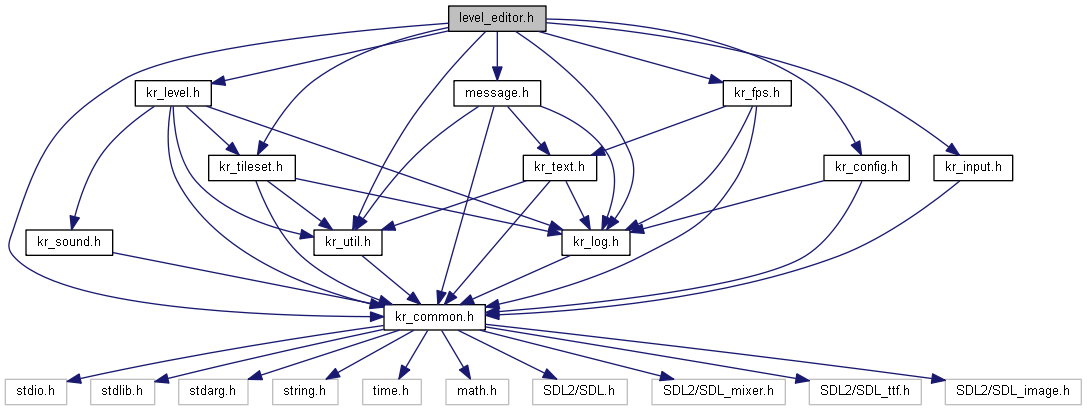 level_editor.h
kr_level.h
message.h
kr_fps.h
kr_tileset.h
kr_text.h
kr_config.h
kr_input.h
kr_sound.h
kr_util.h
kr_log.h
kr_common.h
stdio.h
stdlib.h
stdarg.h
string.h
time.h
math.h
SDL2/SDL.h
SDL2/SDL_mixer.h
SDL2/SDL_ttf.h
SDL2/SDL_image.h